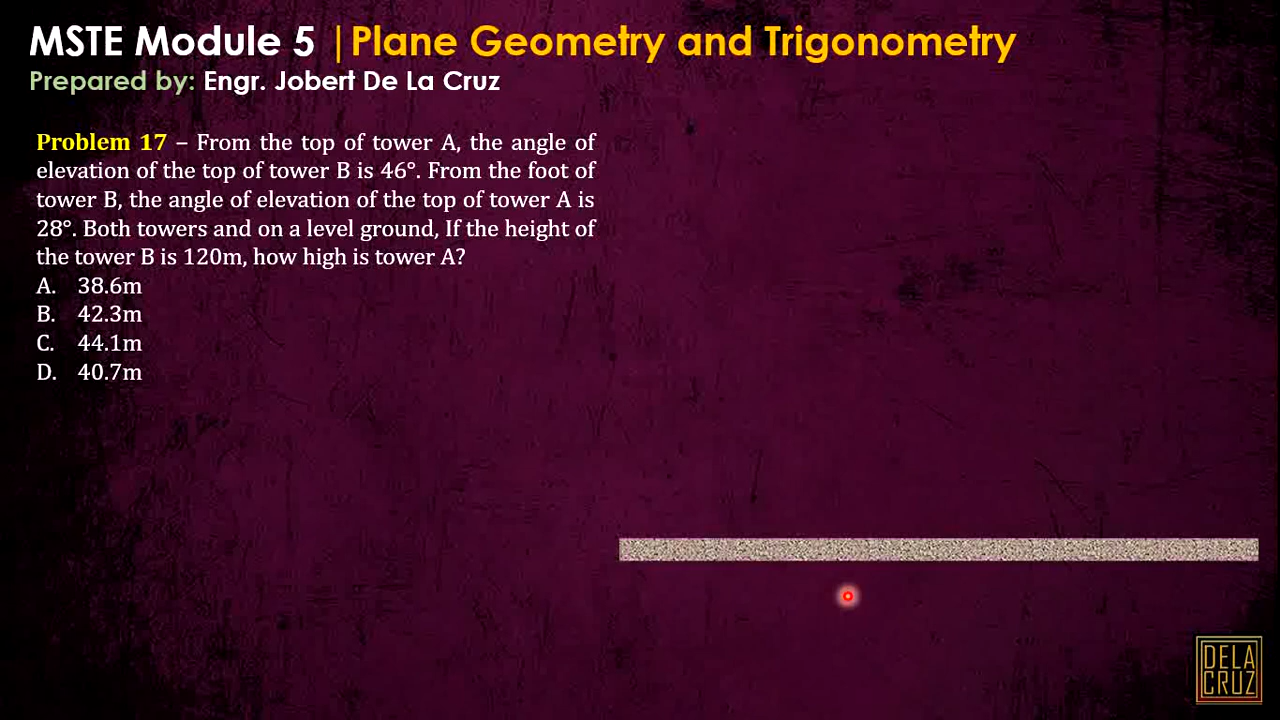 MSTE Module 5 |Plane Geometry and Trigonometry
Prepared by: Engr. Jobert De La Cruz
Problem 17 – From the top of tower A, the angle of
elevation of the top of tower B is 46°. From the foot of
tower B, the angle of elevation of the top of tower A is
28°. Both towers and on a level ground, If the height of
the tower B is 120m, how high is tower A?
A. 38.6m
B. 42.3m
C. 44.1m
D. 40.7m
DELA
CRUZ